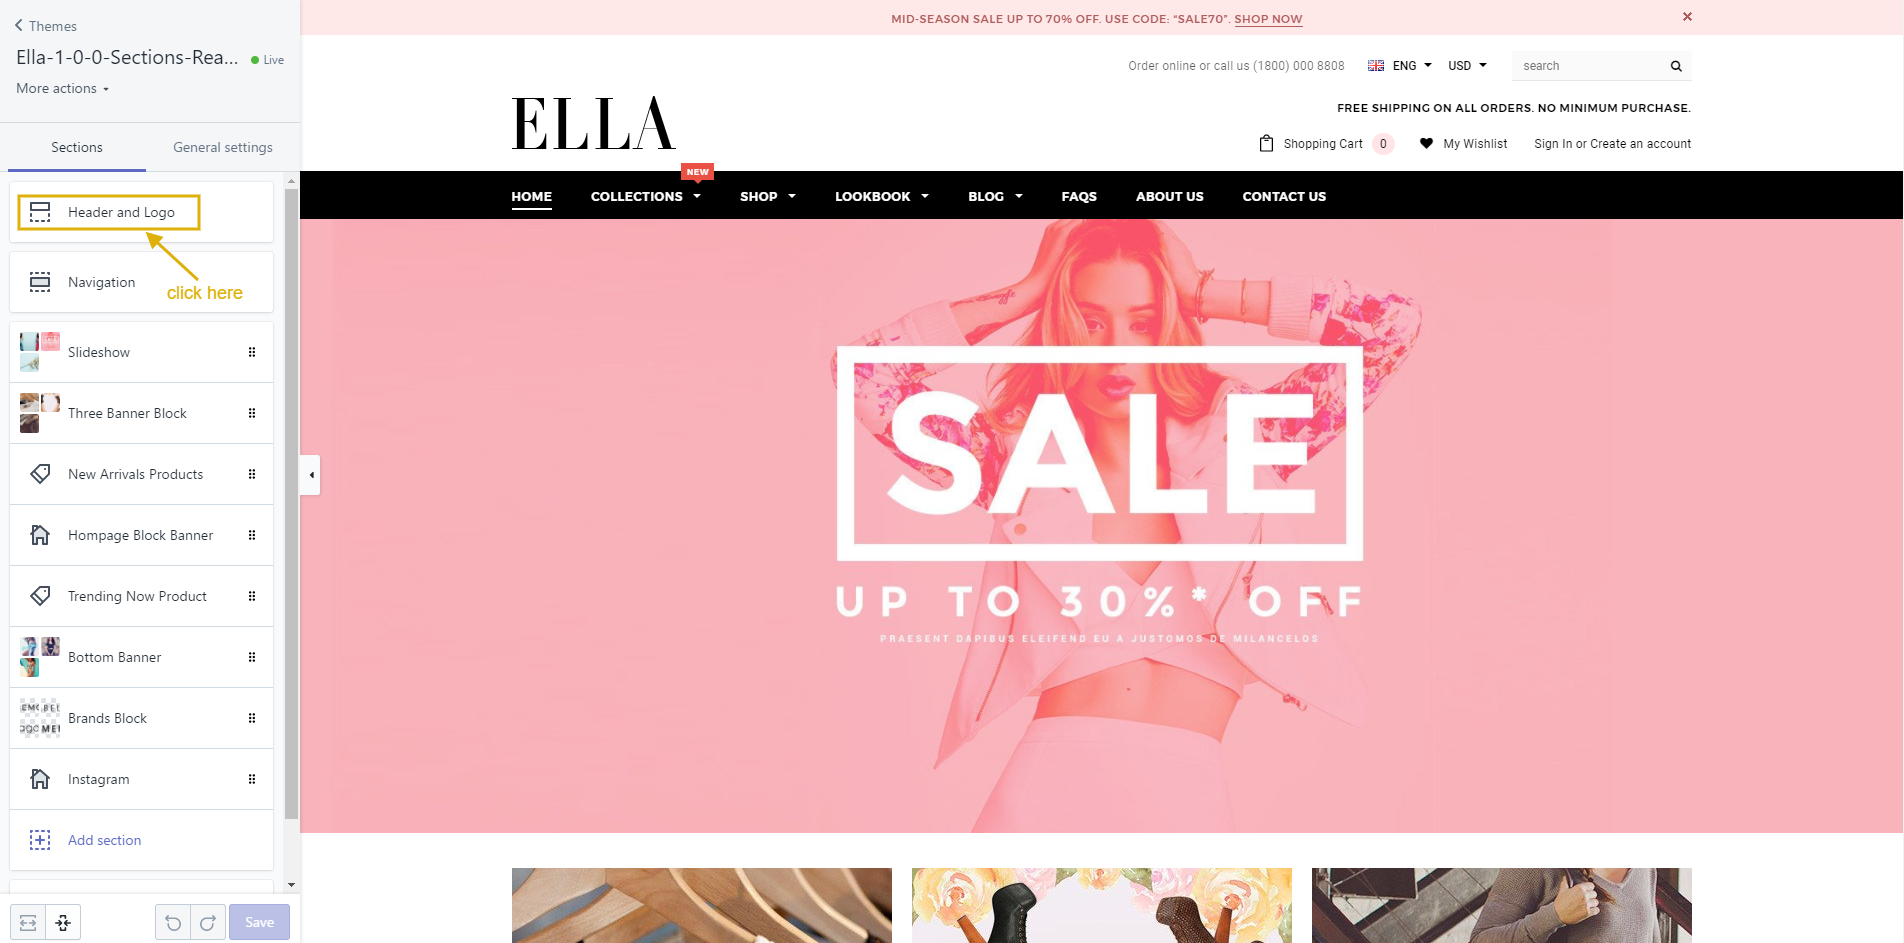 Themes
Ella-1-0-0-Sections-Rea...
Live
More actions
Sections
General settings
Header and Logo
click here
Navigation
Slideshow
Three Banner Block
New Arrivals Products
Hompage Block Banner
Trending Now Product
Bottom Banner
Brands Block
Instagram
Add section
Save
MID-SEASON SALE UP TO 70% OFF. USE CODE: "SALE70". SHOP NOW
Order online or call us (1800) 000 8808
ENG
USD
search
ELLA
FREE SHIPPING ON ALL ORDERS. NO MINIMUM PURCHASE.
Shopping Cart 0
My Wishlist
Sign In or Create an account
NEW
HOME COLLECTIONS SHOP LOOKBOOK BLOG FAQS ABOUT US CONTACT US
SALE
UP TO 30%* OFF
PRAESENT DAPIBUS ELEIFEND EU A JUSTOMOS DE MILANCELOS